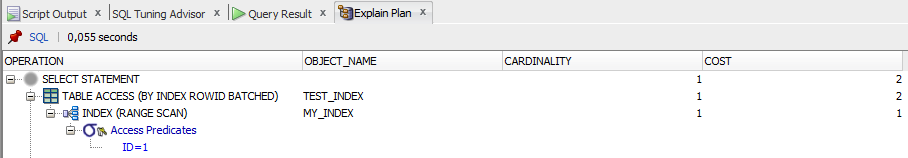 Script Output x SQL Tuning Advisor x Query Result x Explain Plan x
SQL | 0,055 seconds
OPERATION OBJECT_NAME CARDINALITY COST
SELECT STATEMENT 1 2
TABLE ACCESS (BY INDEX ROWID BATCHED) TEST_INDEX 1 2
INDEX (RANGE SCAN) MY_INDEX 1 1
Access Predicates
ID=1